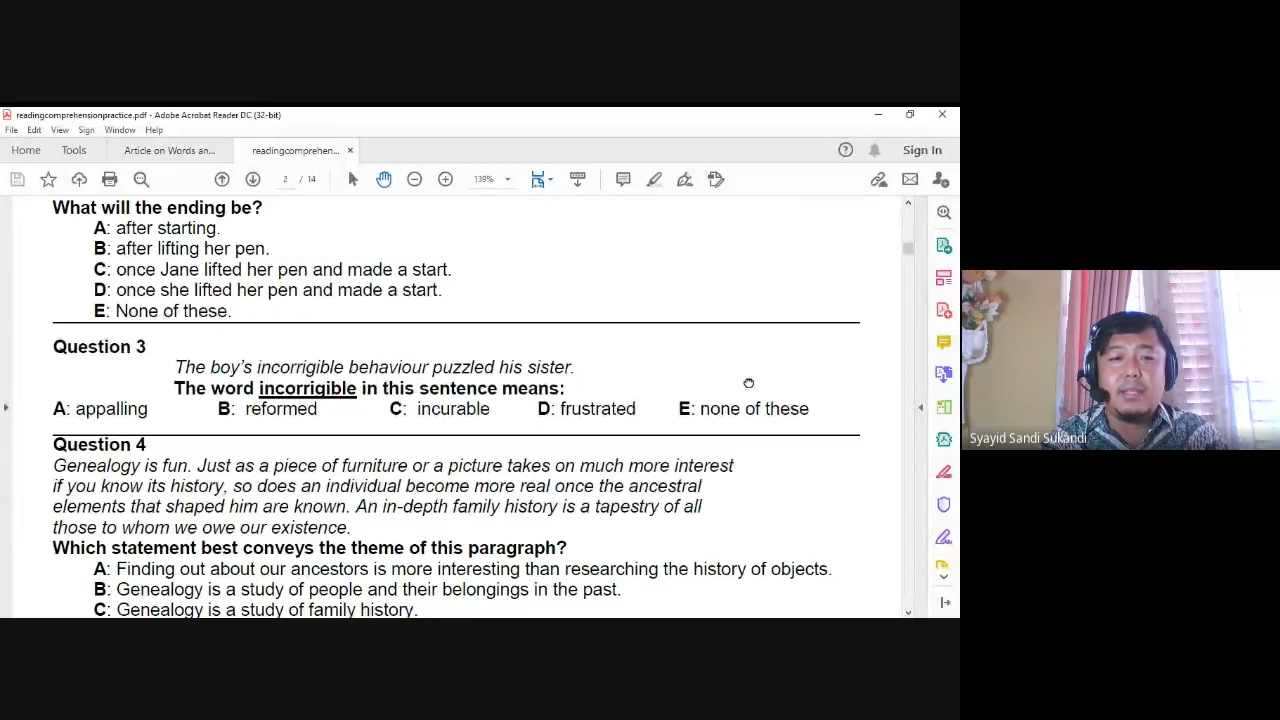 readingcomprehensionpractice.pdf - Adobe Acrobat Reader DC (32-bit)
File Edit View Sign Window Help
Home Tools Article on Words an... readingcomprehen... × Sign In
2 / 14 139%
What will the ending be?
A: after starting.
B: after lifting her pen.
C: once Jane lifted her pen and made a start.
D: once she lifted her pen and made a start.
E: None of these.
Question 3
The boy's incorrigible behaviour puzzled his sister.
The word incorrigible in this sentence means:
A: appalling B: reformed C: incurable D: frustrated E: none of these
Question 4
Genealogy is fun. Just as a piece of furniture or a picture takes on much more interest
if you know its history, so does an individual become more real once the ancestral
elements that shaped him are known. An in-depth family history is a tapestry of all
those to whom we owe our existence.
Which statement best conveys the theme of this paragraph?
A: Finding out about our ancestors is more interesting than researching the history of objects.
B: Genealogy is a study of people and their belongings in the past.
C: Genealogy is a study of family history.
Syayid Sandi Sukandi